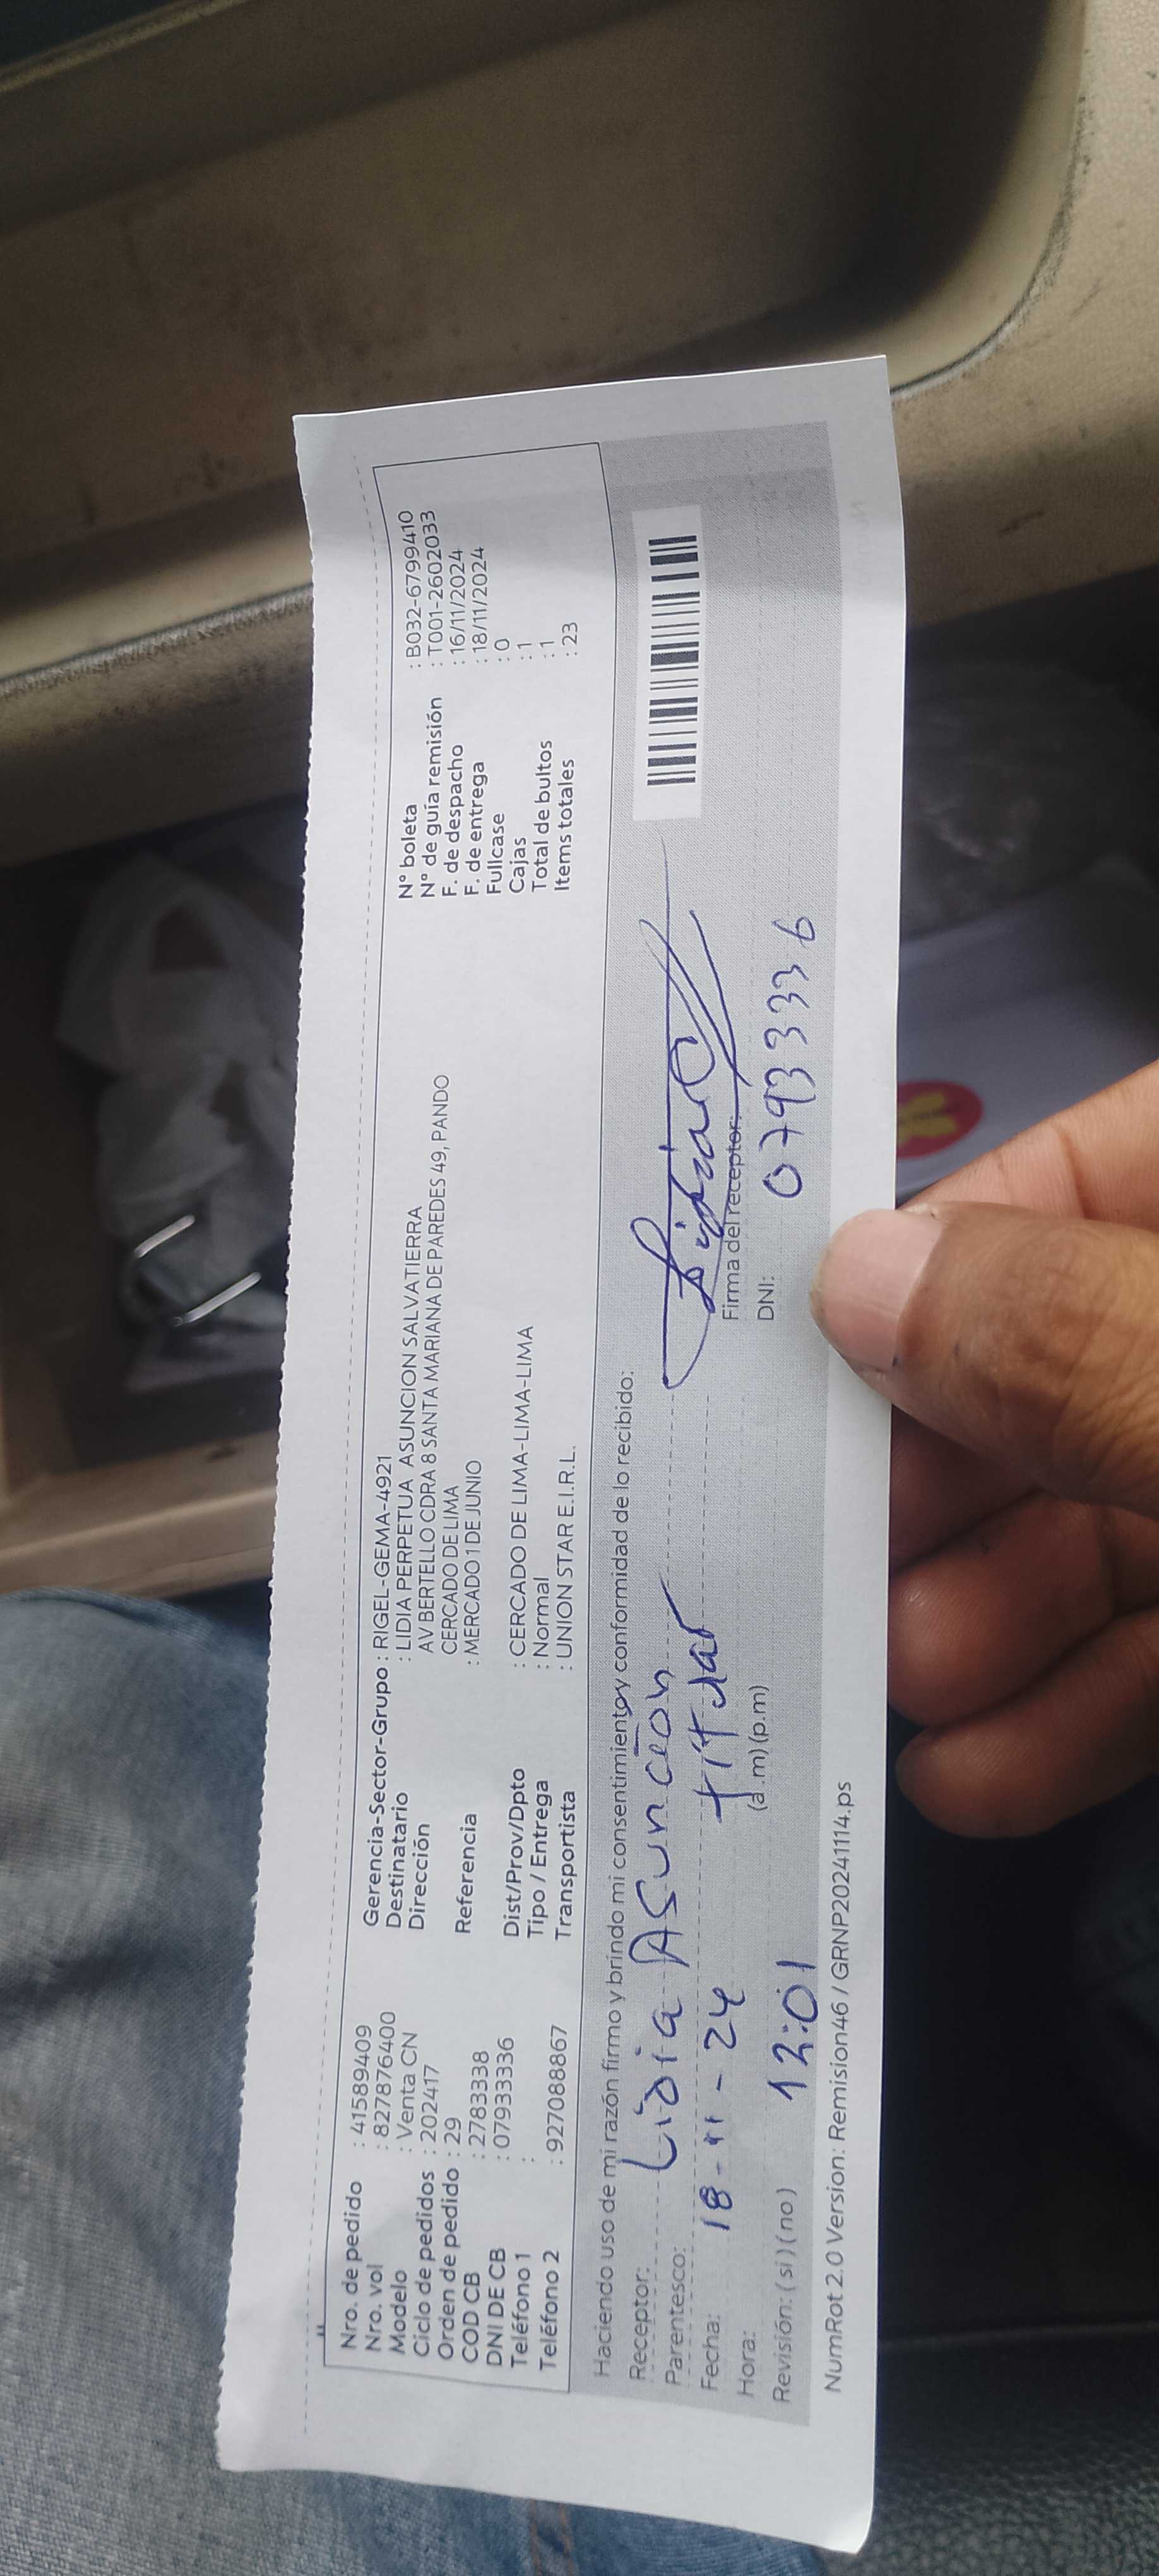 Nro. de pedido : 41589409
Nro. vol : 827876400
Modelo : Venta CN
Ciclo de pedidos : 202417
Orden de pedido : 29
COD CB : 2783338
DNI DE CB : 07933336
Teléfono 1 :
Teléfono 2 : 927088867
Gerencia-Sector-Grupo : RIGEL-GEMA-4921
Destinatario : LIDIA PERPETUA ASUNCION SALVATIERRA
Dirección AV BERTELLO CDRA 8 SANTA MARIANA DE PAREDES 49, PANDO
CERCADO DE LIMA
Referencia : MERCADO 1 DE JUNIO
Dist/Prov/Dpto : CERCADO DE LIMA-LIMA-LIMA
Tipo / Entrega : Normal
Transportista : UNION STAR E.I.R.L.
N° boleta : B032-6799410
N° de guía remisión : T001-2602033
F. de despacho : 16/11/2024
F. de entrega : 18/11/2024
Fullcase : 0
Cajas : 1
Total de bultos : 1
Items totales : 23
Haciendo uso de mi razón firmo y brindo mi consentimiento y conformidad de lo recibido:
Receptor: Lidia Asunción
Parentesco: titular
Fecha: 18-11-24
Hora: 12:01 (a.m) (p.m)
Revisión: ( si ) ( no )
Firma del receptor:
DNI: 07933336
NumRot 2.0 Version: Remision46 / GRNP20241114.ps